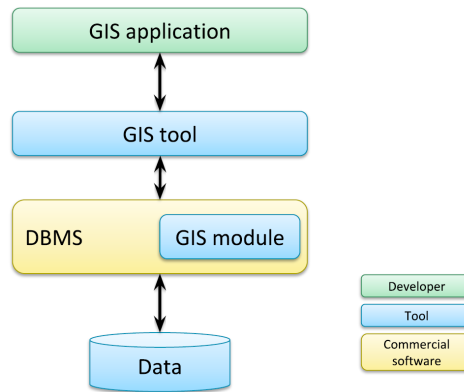 GIS application
GIS tool
DBMS
GIS module
Data
Developer
Tool
Commercial
software